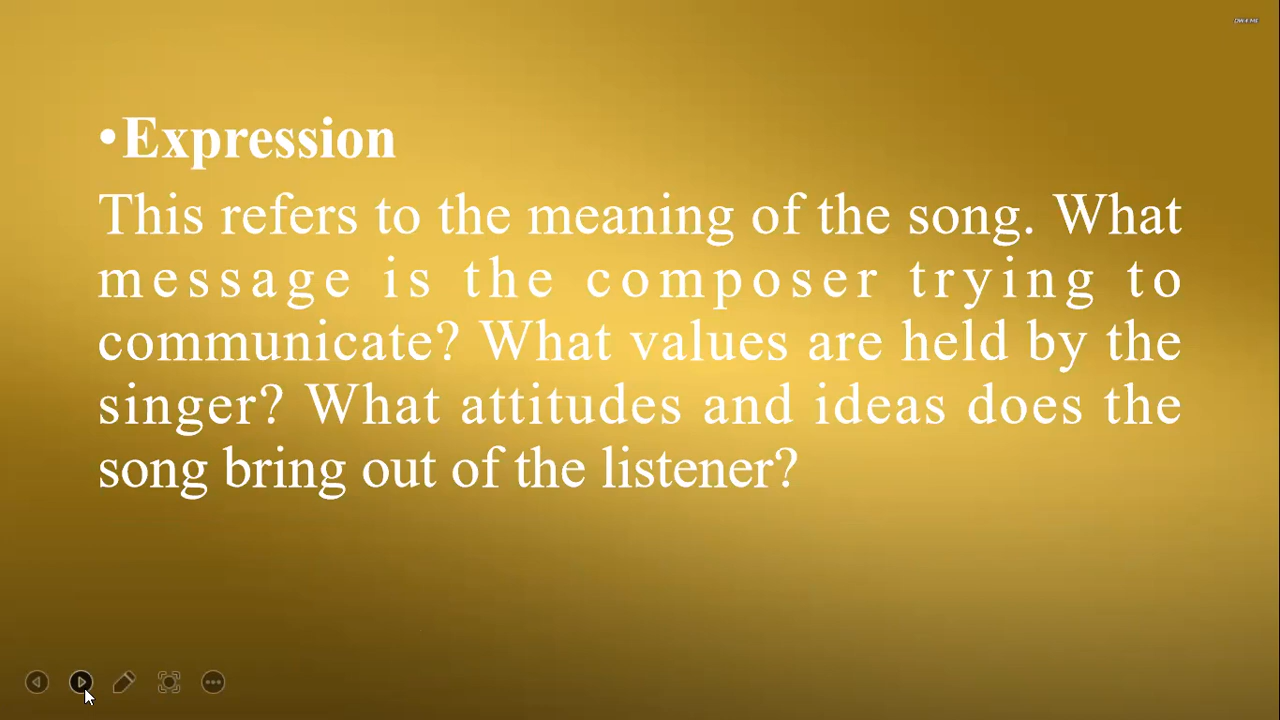 •Expression
This refers to the meaning of the song. What
message is the composer trying to
communicate? What values are held by the
singer? What attitudes and ideas does the
song bring out of the listener?